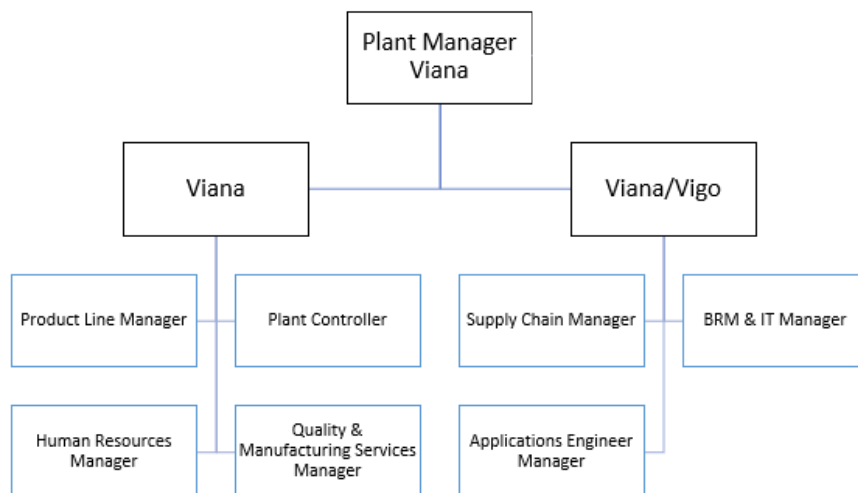 Plant Manager
Viana
Viana
Viana/Vigo
Product Line Manager
Plant Controller
Supply Chain Manager
BRM & IT Manager
Human Resources
Manager
Quality &
Manufacturing Services
Manager
Applications Engineer
Manager